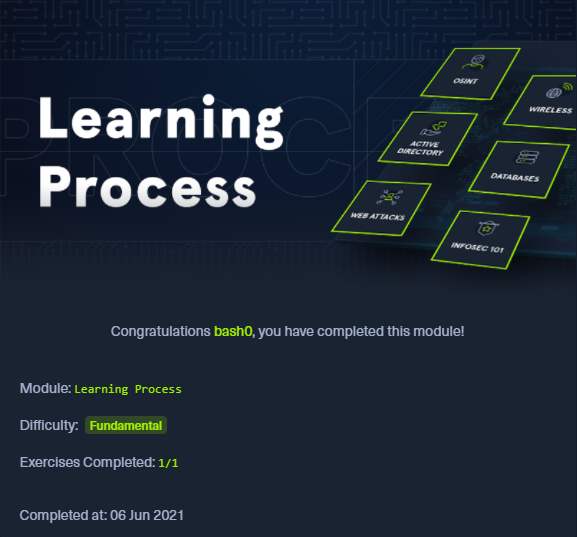 Learning
Process
OSINT
WIRELESS
ACTIVE
DIRECTORY
DATABASES
WEB ATTACKS
INFOSEC 101
Congratulations bash0, you have completed this module!
Module: Learning Process
Difficulty: Fundamental
Exercises Completed: 1/1
Completed at: 06 Jun 2021